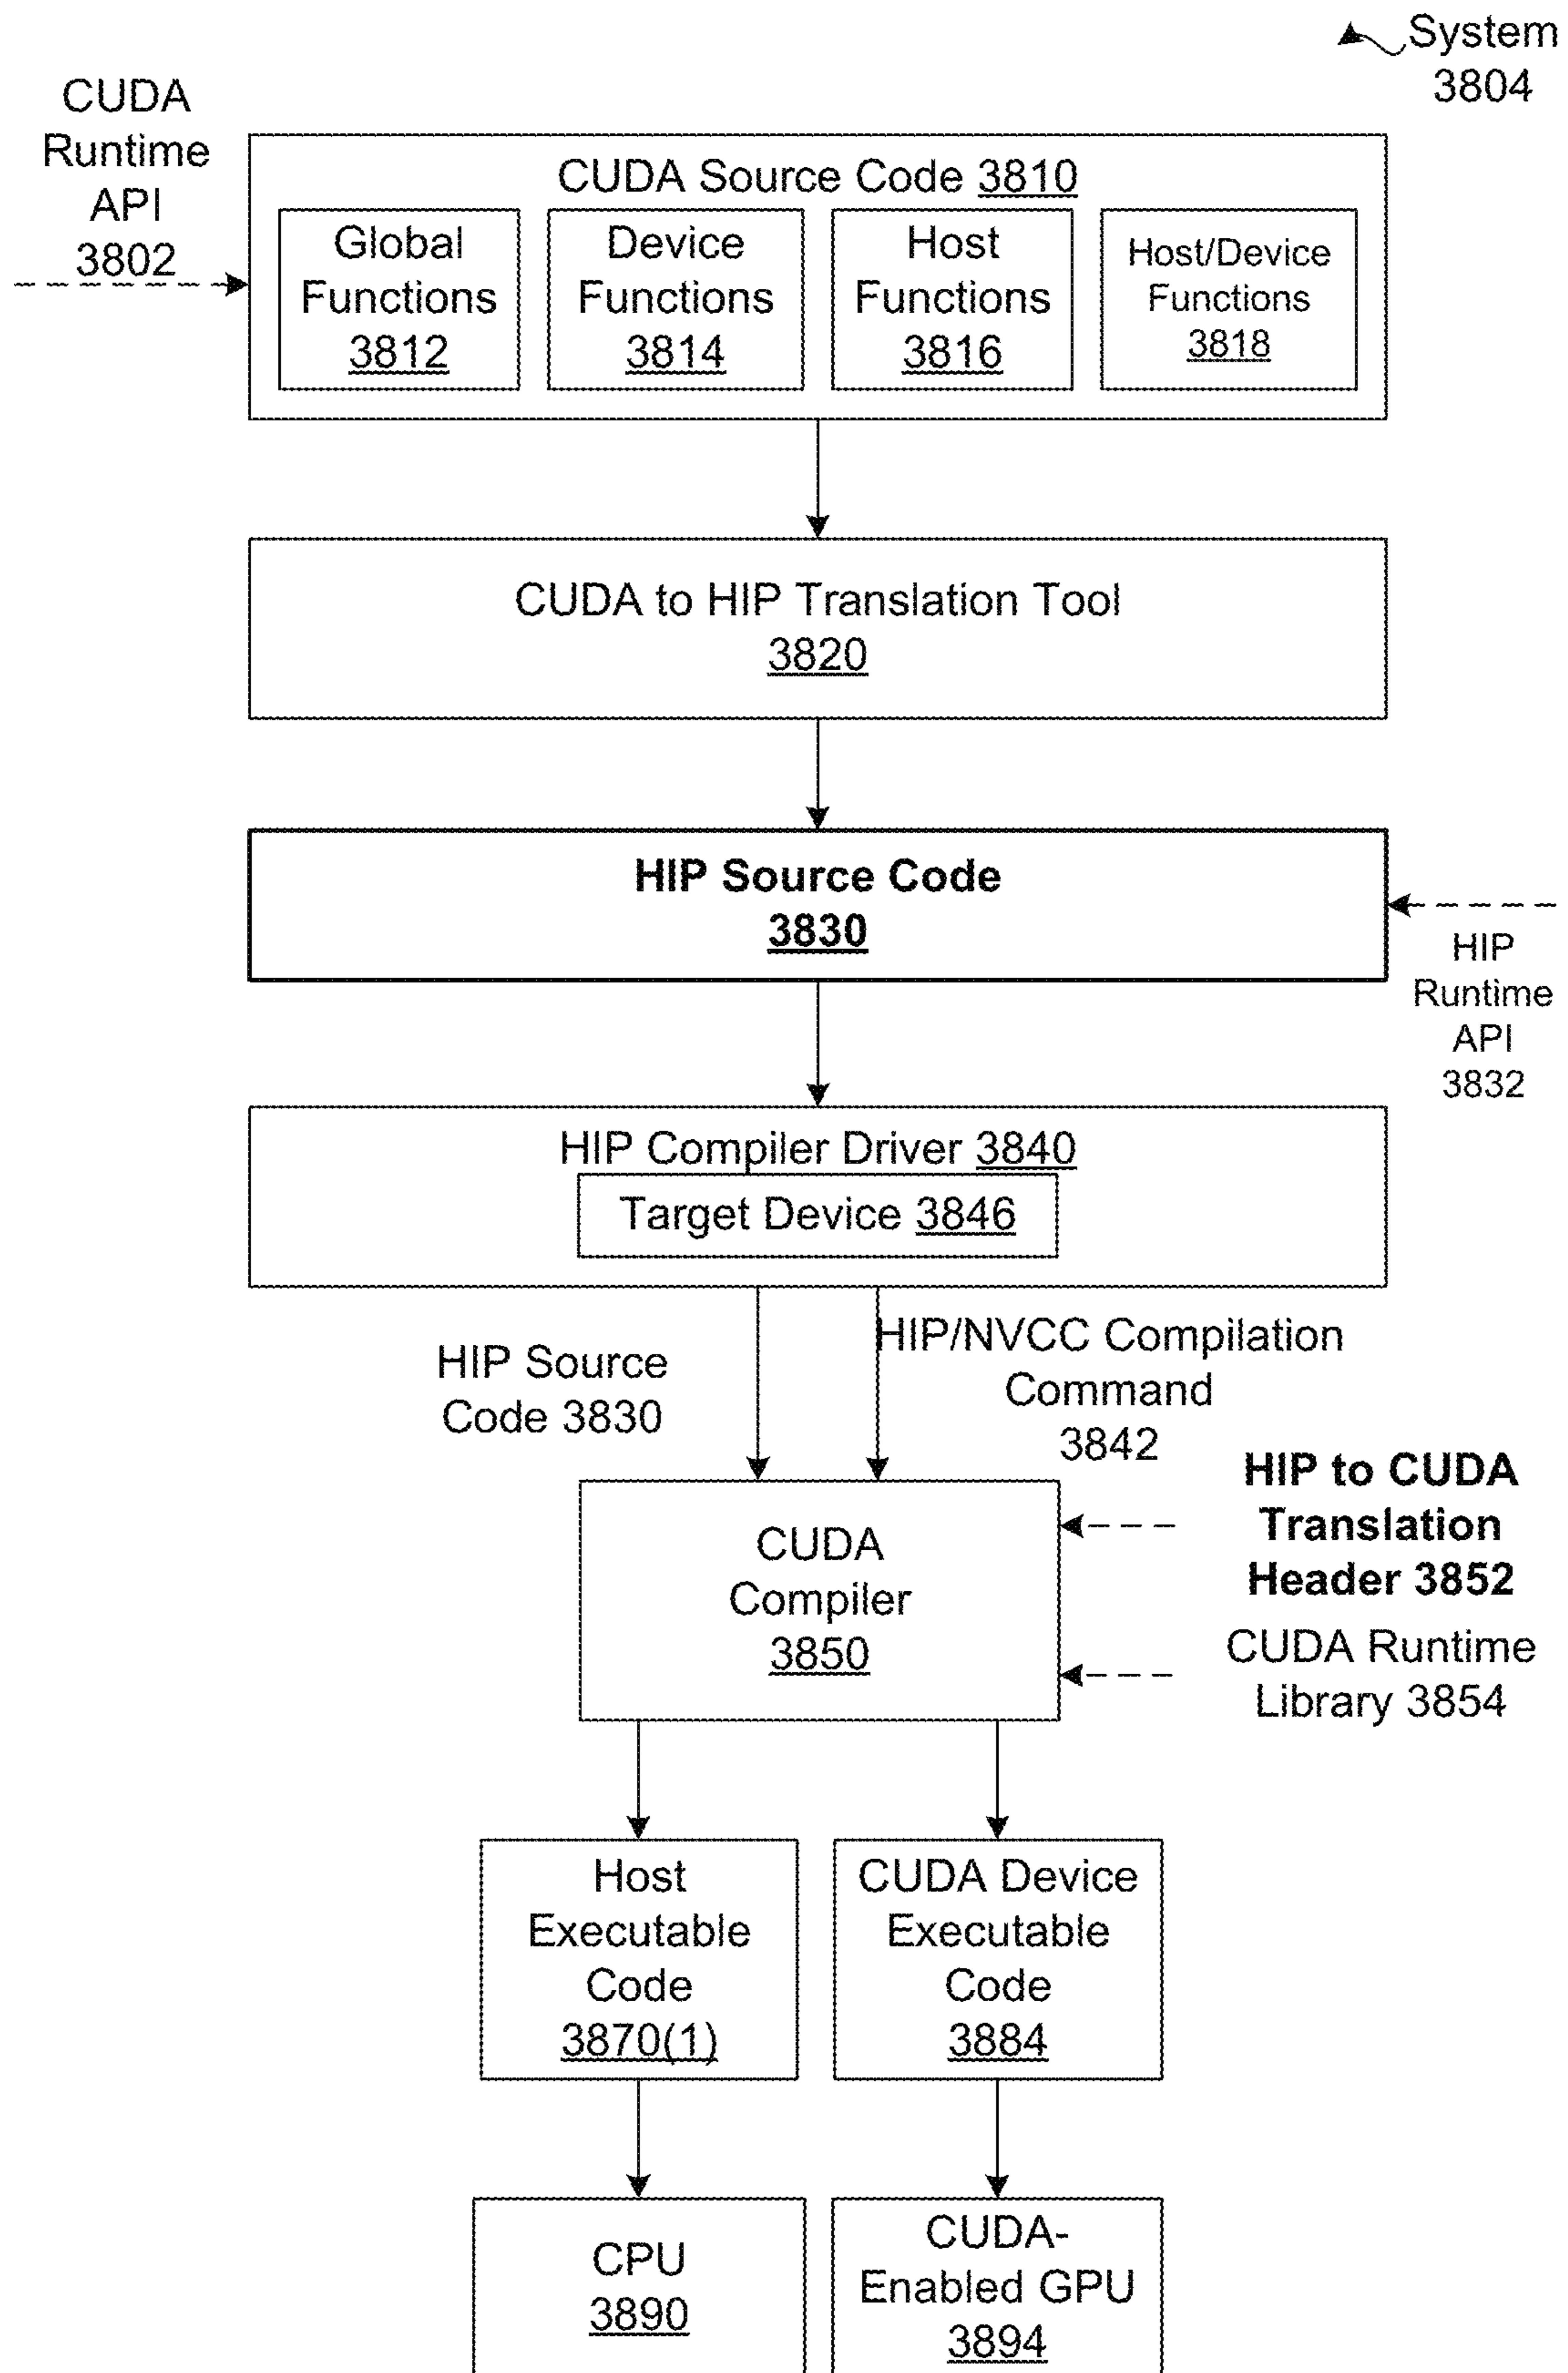 System
3804
CUDA
Runtime
API
3802
CUDA Source Code 3810
Global
Functions
3812
Device
Functions
3814
Host
Functions
3816
Host/Device
Functions
3818
CUDA to HIP Translation Tool
3820
HIP Source Code
3830
HIP
Runtime
API
3832
HIP Compiler Driver 3840
Target Device 3846
HIP Source
Code 3830
HIP/NVCC Compilation
Command
3842
HIP to CUDA
Translation
Header 3852
CUDA
Compiler
3850
CUDA Runtime
Library 3854
Host
Executable
Code
3870(1)
CUDA Device
Executable
Code
3884
CPU
3890
CUDA-
Enabled GPU
3894